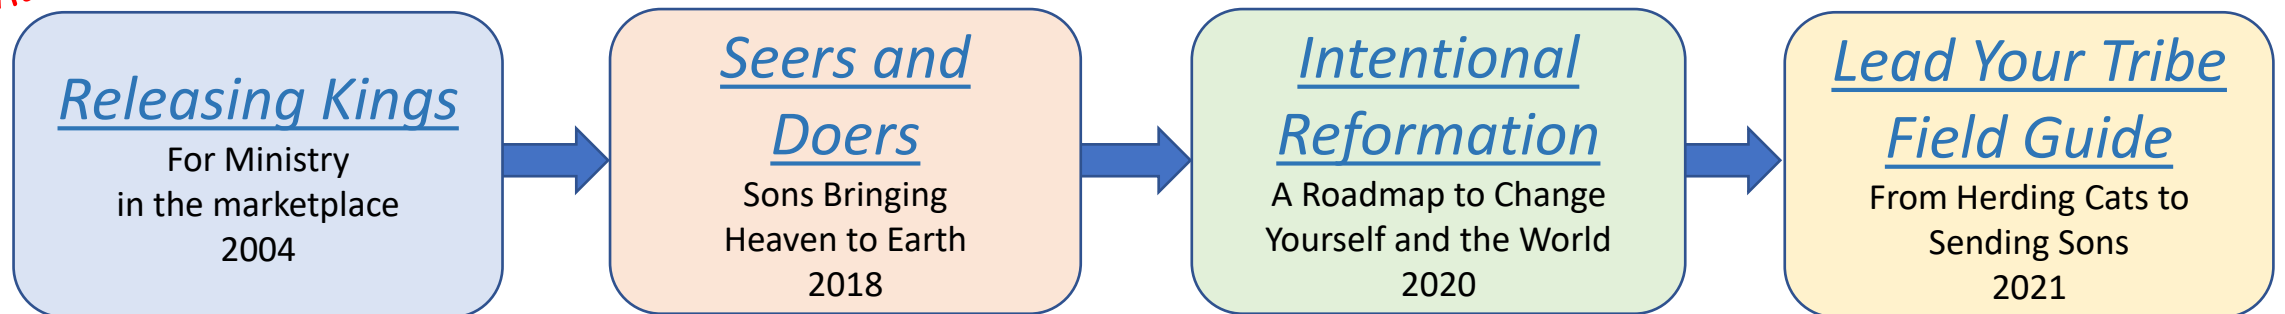 Releasing Kings
For Ministry
in the marketplace
2004
Seers and
Doers
Sons Bringing
Heaven to Earth
2018
Intentional
Reformation
A Roadmap to Change
Yourself and the World
2020
Lead Your Tribe
Field Guide
From Herding Cats to
Sending Sons
2021